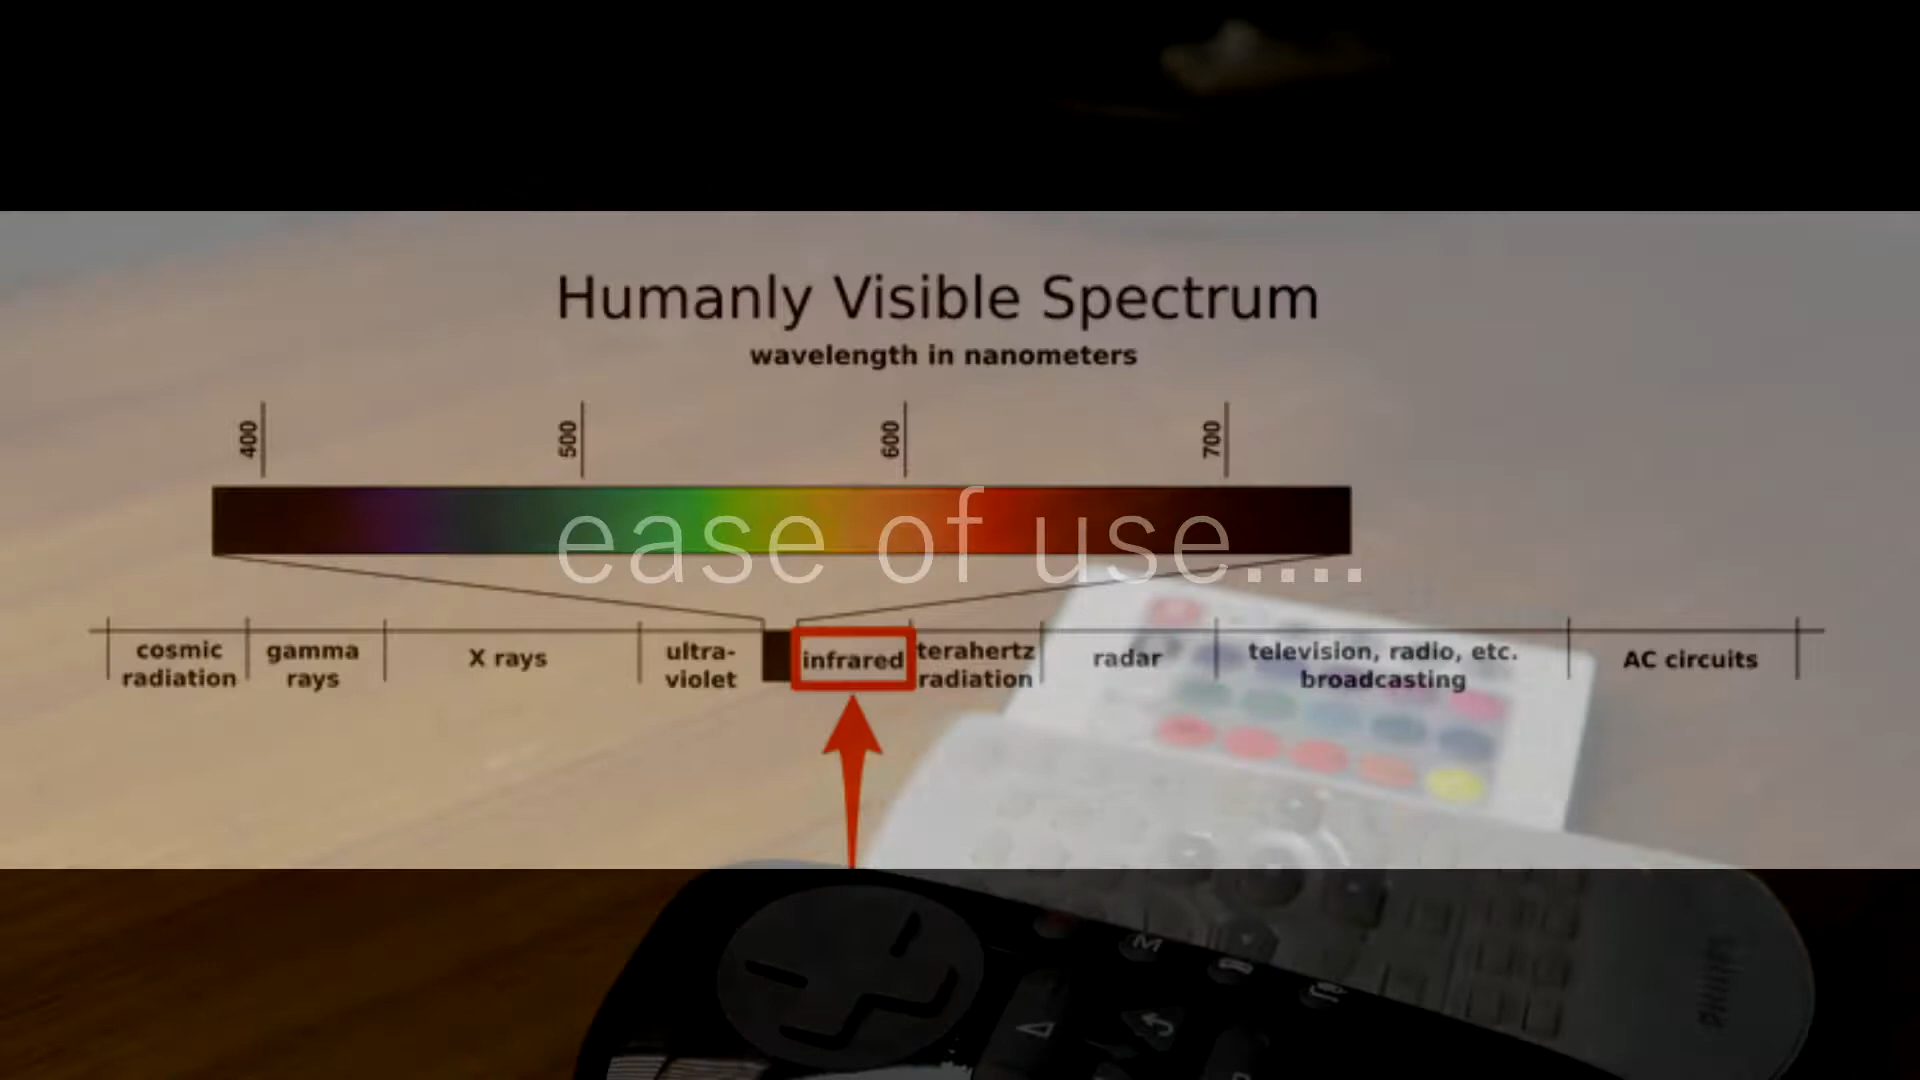 Humanly Visible Spectrum
wavelength in nanometers
400 500 600 700
ease of use....
cosmic radiation
gamma rays
X rays
ultra-violet
infrared
terahertz radiation
radar
television, radio, etc. broadcasting
AC circuits
M
PHILIPS